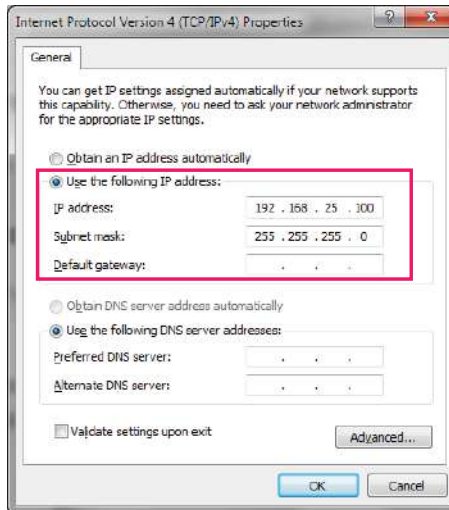 Internet Protocol Version 4 (TCP/IPv4) Properties
General
You can get IP settings assigned automatically if your network supports
this capability. Otherwise, you need to ask your network administrator
for the appropriate IP settings.
Obtain an IP address automatically
Use the following IP address:
IP address: 192 . 168 . 25 . 100
Subnet mask: 255 . 255 . 255 . 0
Default gateway: . . .
Obtain DNS server address automatically
Use the following DNS server addresses:
Preferred DNS server: . . .
Alternate DNS server: . . .
Validate settings upon exit
Advanced...
OK Cancel